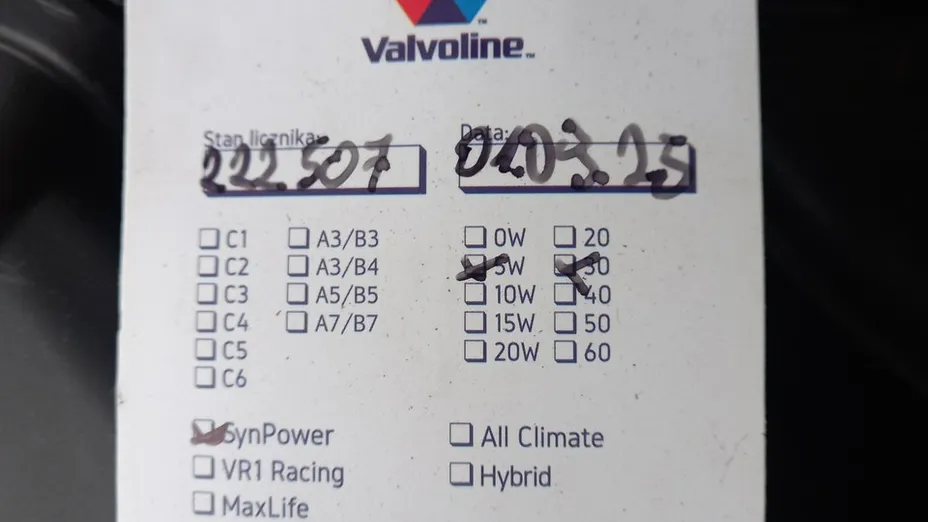 Valvoline™
Stan licznika: Data:
222.507 01.03.25
C1 A3/B3 0W 20
C2 A3/B4 5W 30
C3 A5/B5 10W 40
C4 A7/B7 15W 50
C5 20W 60
C6
SynPower All Climate
VR1 Racing Hybrid
MaxLife